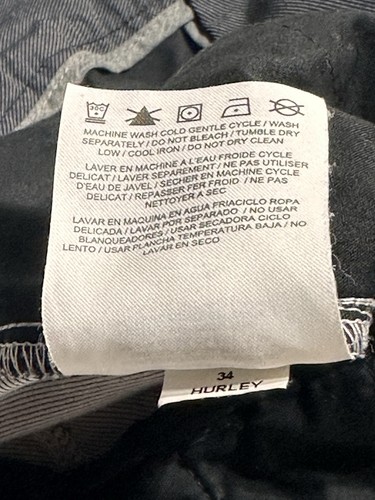 30C
MACHINE WASH COLD GENTLE CYCLE / WASH
SEPARATELY / DO NOT BLEACH / TUMBLE DRY
LOW / COOL IRON / DO NOT DRY CLEAN
LAVER EN MACHINE A L'EAU FROIDE CYCLE
DELICAT / LAVER SEPAREMENT / NE PAS UTILISER
D'EAU DE JAVEL / SECHER EN MACHINE CYCLE
DELICAT / REPASSER FER FROID / NE PAS
NETTOYER A SEC
LAVAR EN MAQUINA EN AGUA FRIACICLO ROPA
DELICADA / LAVAR POR SEPARADO / NO USAR
BLANQUEADORES / USAR SECADORA CICLO
LENTO / USAR PLANCHA TEMPERATURA BAJA / NO
LAVAR EN SECO
34
HURLEY